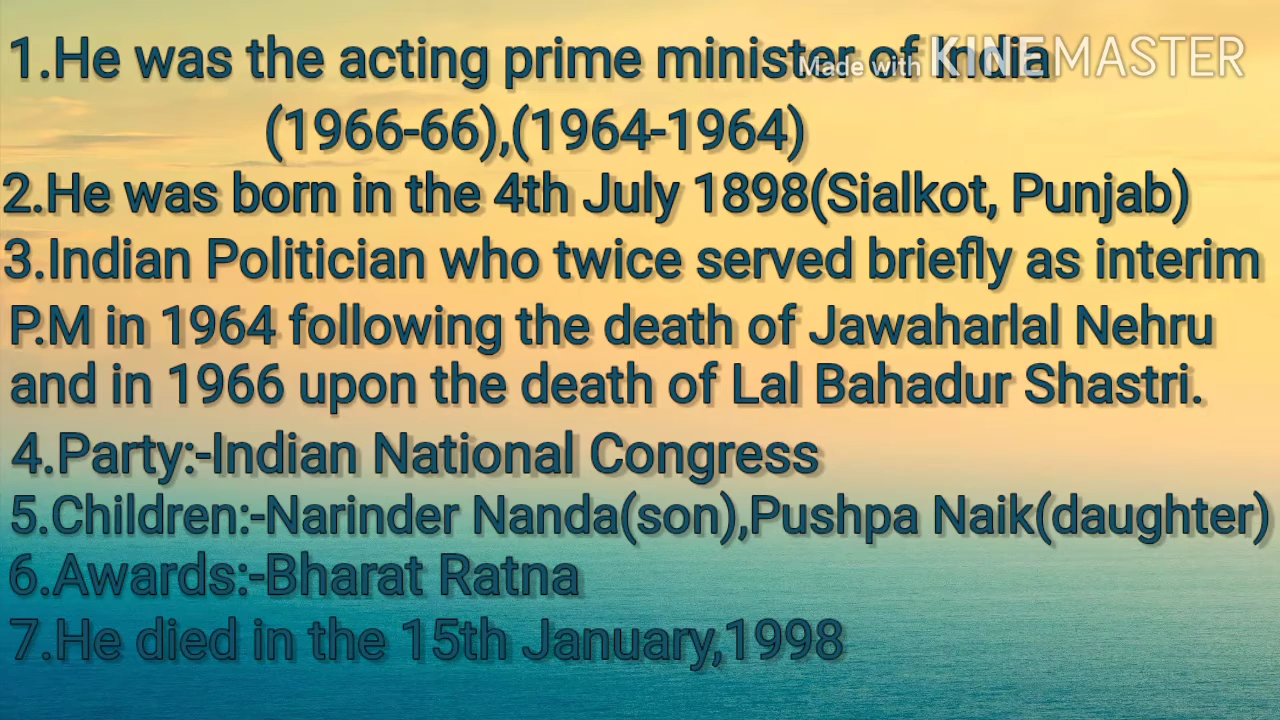 1.He was the acting prime minister of India
Made with KINEMASTER
(1966-66),(1964-1964)
2.He was born in the 4th July 1898(Sialkot, Punjab)
3.Indian Politician who twice served briefly as interim
P.M in 1964 following the death of Jawaharlal Nehru
and in 1966 upon the death of Lal Bahadur Shastri.
4.Party:-Indian National Congress
5.Children:-Narinder Nanda(son),Pushpa Naik(daughter)
6.Awards:-Bharat Ratna
7.He died in the 15th January,1998